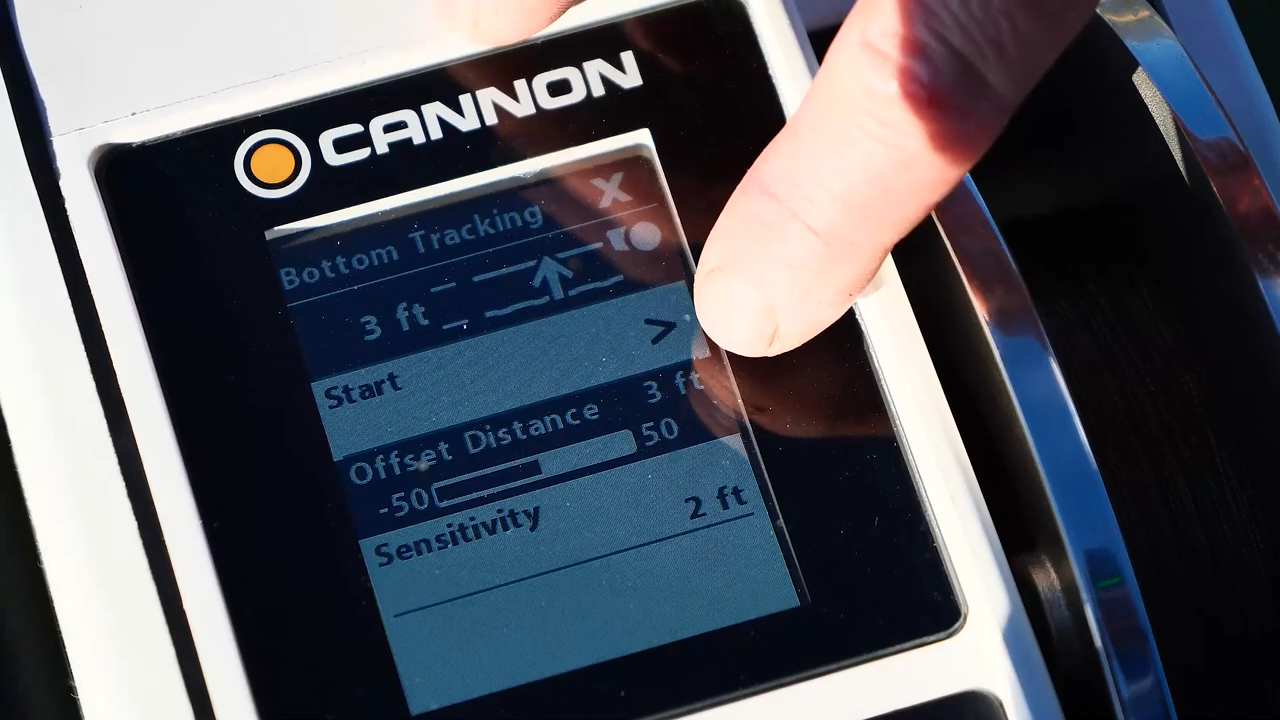 CANNON
X
Bottom Tracking
3 ft
Start >
Offset Distance 3 ft
-50 50
Sensitivity 2 ft